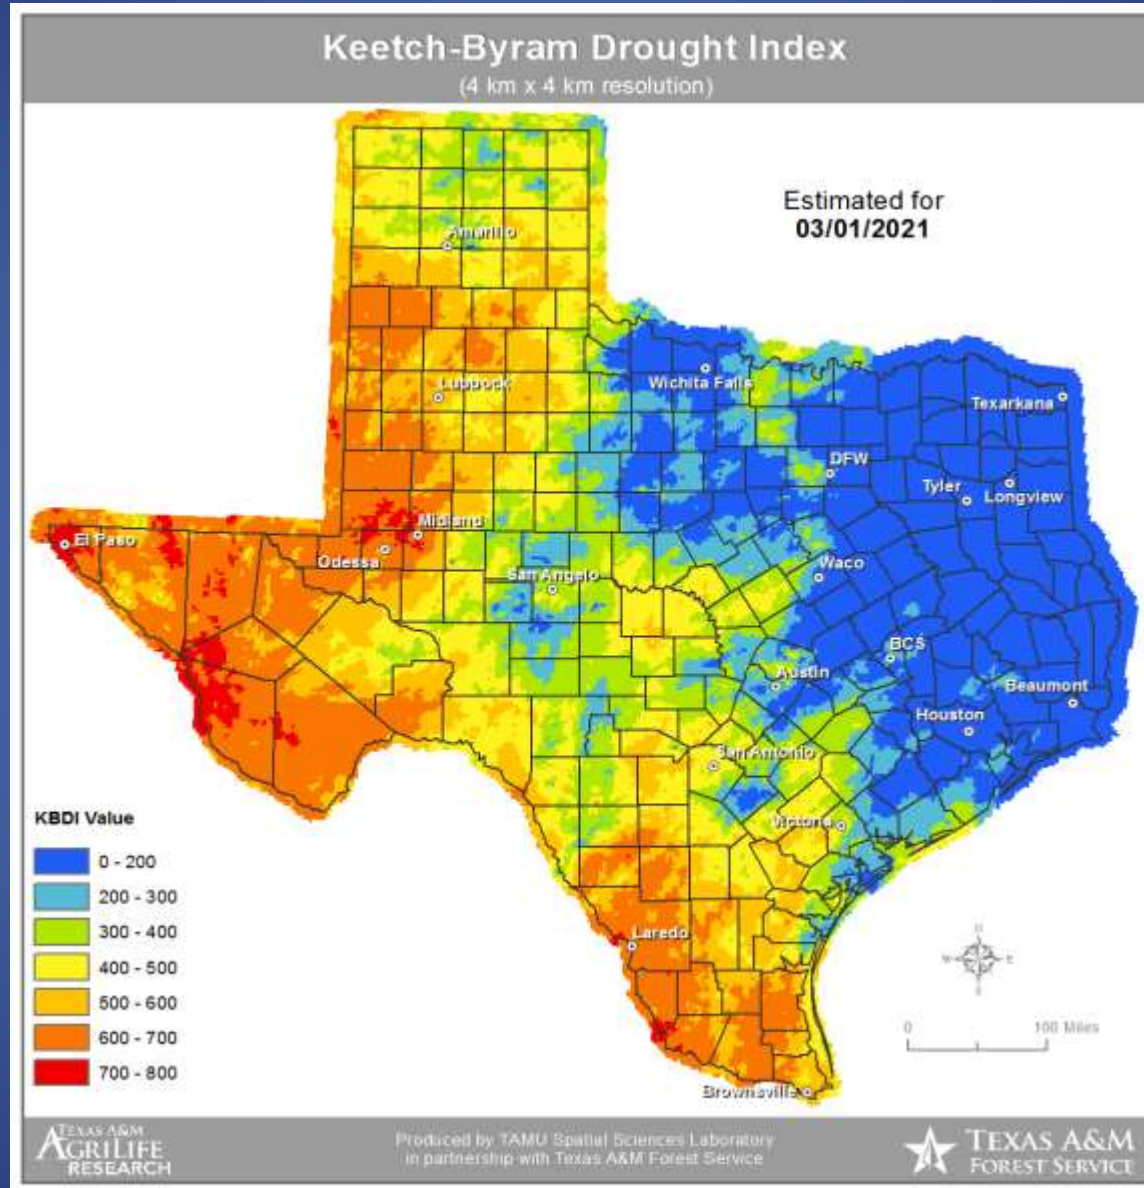 Keetch-Byram Drought Index
(4 km x 4 km resolution)
Estimated for
03/01/2021
Amarillo
Lubbock
Wichita Falls
Texarkana
DFW
Tyler
Longview
Midland
El Paso
Odessa
San Angelo
Waco
BCS
Austin
Beaumont
Houston
San Antonio
Victoria
Laredo
Brownsville
KBDI Value
0 - 200
200 - 300
300 - 400
400 - 500
500 - 600
600 - 700
700 - 800
N
W E
S
0 100 Miles
TEXAS A&M
AGRILIFE
RESEARCH
Produced by TAMU Spatial Sciences Laboratory
in partnership with Texas A&M Forest Service
TEXAS A&M
FOREST SERVICE